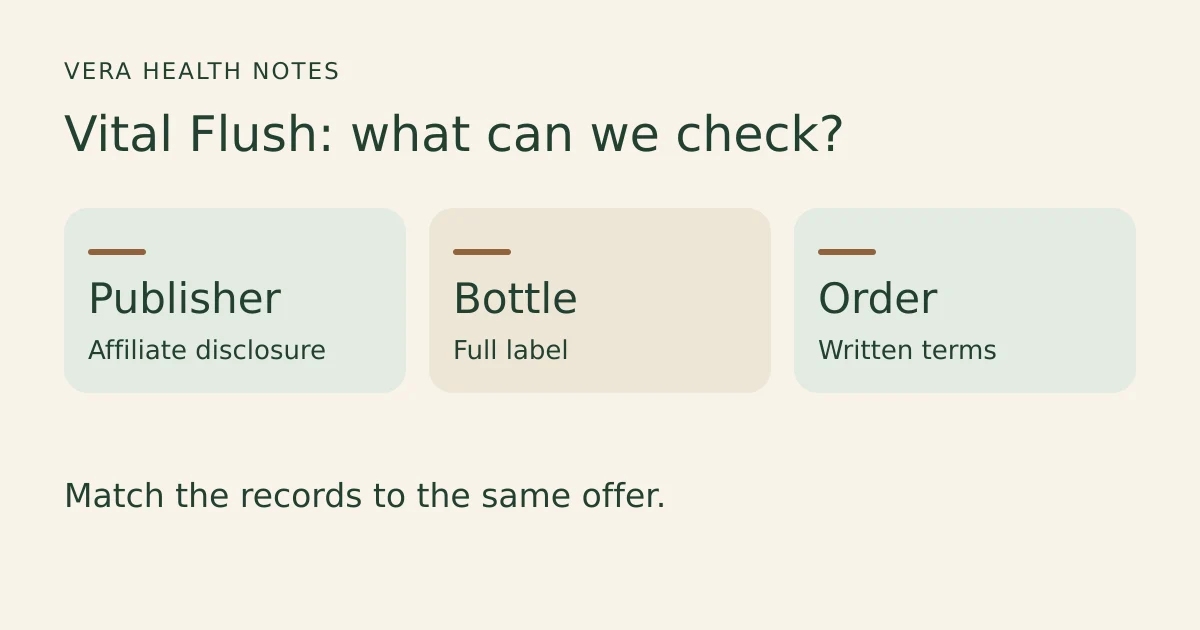 VERA HEALTH NOTES
Vital Flush: what can we check?
Publisher
Affiliate disclosure
Bottle
Full label
Order
Written terms
Match the records to the same offer.